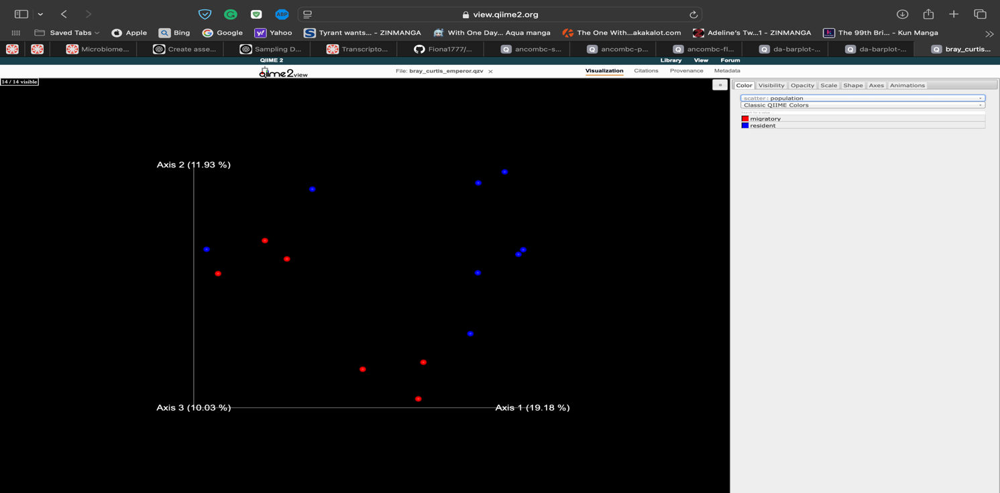 view.qiime2.org
ABP
Saved Tabs
Apple
Bing
Google
Yahoo
Tyrant wants... - ZINMANGA
With One Day... Aqua manga
The One With...akakalot.com
Adeline's Tw...1 - ZINMANGA
The 99th Bri... - Kun Manga
Microbiome...
Create asse...
Sampling D...
Transcripto...
Fiona1777/...
ancombc-s...
ancombc-p...
ancombc-fl...
da-barplot-...
da-barplot-...
bray_curtis...
QIIME 2
Library
View
Forum
qiime2view
File: bray_curtis_emperor.qzv
Visualization
Citations
Provenance
Metadata
14 / 14 visible
Color
Visibility
Opacity
Scale
Shape
Axes
Animations
scatter: population
Classic QIIME Colors
migratory
resident
Axis 2 (11.93 %)
Axis 3 (10.03 %)
Axis 1 (19.18 %)